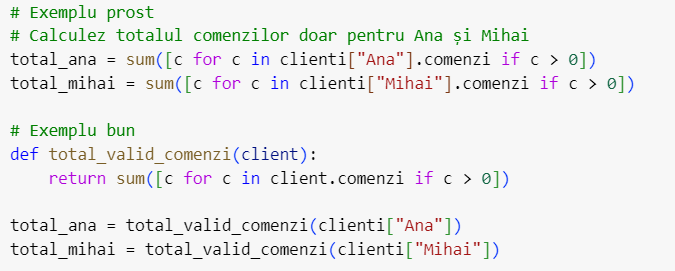 # Exemplu prost
# Calculez totalul comenzilor doar pentru Ana și Mihai
total_ana = sum([c for c in clienti["Ana"].comenzi if c > 0])
total_mihai = sum([c for c in clienti["Mihai"].comenzi if c > 0])

# Exemplu bun
def total_valid_comenzi(client):
    return sum([c for c in client.comenzi if c > 0])

total_ana = total_valid_comenzi(clienti["Ana"])
total_mihai = total_valid_comenzi(clienti["Mihai"])